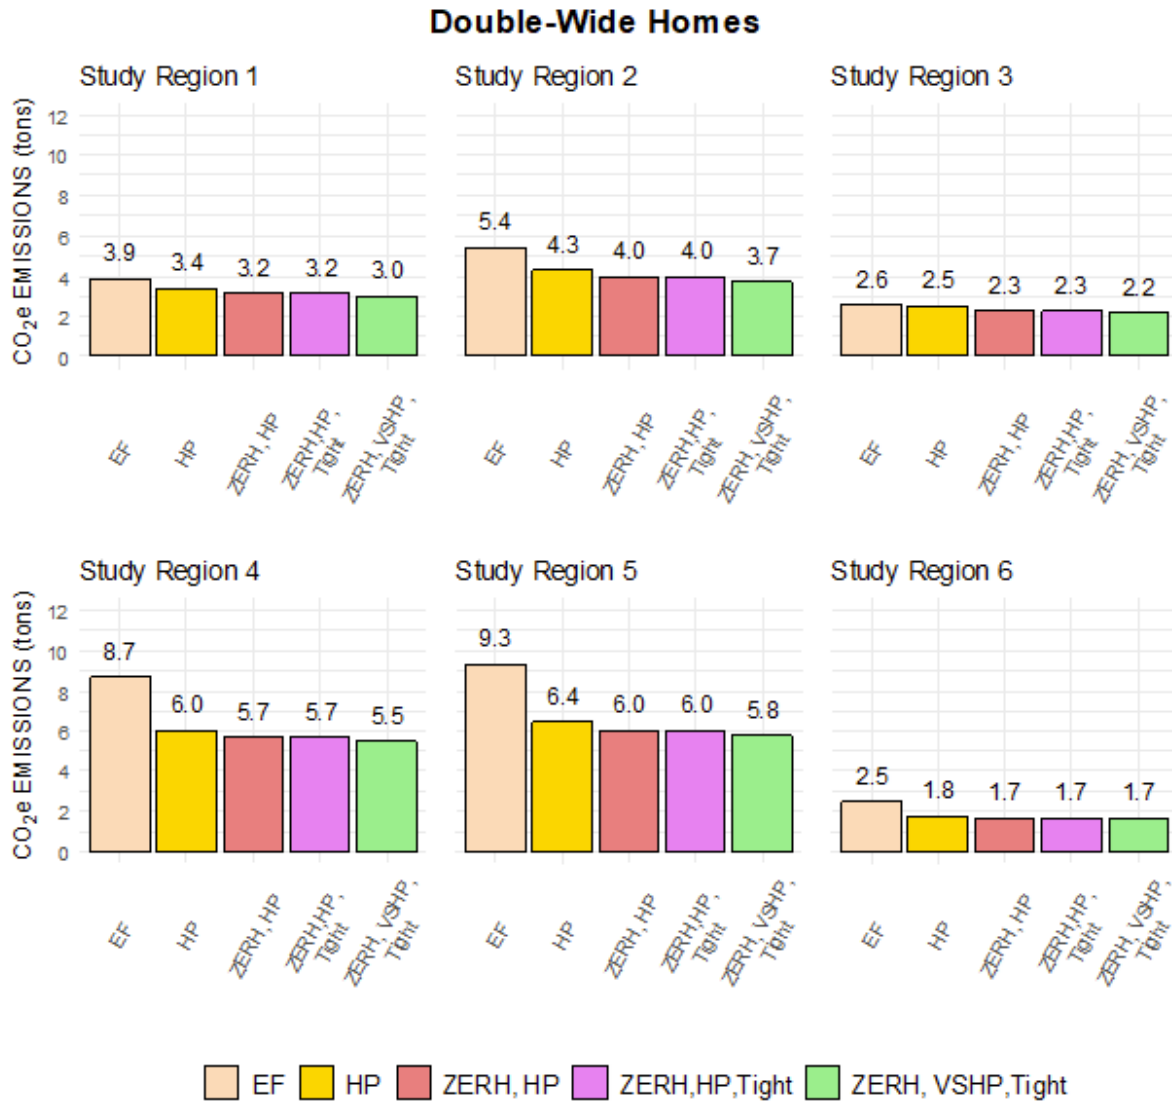 Double-Wide Homes
Study Region 1
Study Region 2
Study Region 3
CO₂e EMISSIONS (tons)
12
10
8
6
4
2
0
3.9
3.4
3.2
3.2
3.0
5.4
4.3
4.0
4.0
3.7
2.6
2.5
2.3
2.3
2.2
EF
HP
ZERH, HP
ZERH,HP,
Tight
ZERH, VSHP,
Tight
EF
HP
ZERH, HP
ZERH,HP,
Tight
ZERH, VSHP,
Tight
EF
HP
ZERH, HP
ZERH,HP,
Tight
ZERH, VSHP,
Tight
Study Region 4
Study Region 5
Study Region 6
CO₂e EMISSIONS (tons)
12
10
8
6
4
2
0
8.7
6.0
5.7
5.7
5.5
9.3
6.4
6.0
6.0
5.8
2.5
1.8
1.7
1.7
1.7
EF
HP
ZERH, HP
ZERH,HP,
Tight
ZERH, VSHP,
Tight
EF
HP
ZERH, HP
ZERH,HP,
Tight
ZERH, VSHP,
Tight
EF
HP
ZERH, HP
ZERH,HP,
Tight
ZERH, VSHP,
Tight
EF HP ZERH, HP ZERH,HP,Tight ZERH, VSHP,Tight